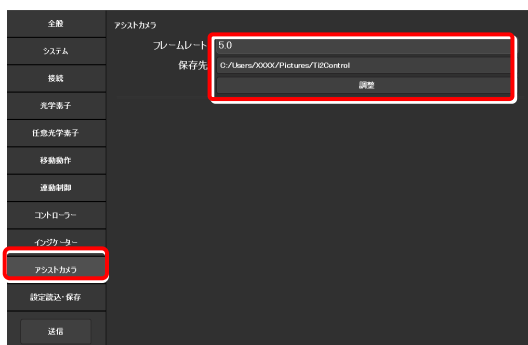 全般
システム
接続
光学素子
任意光学素子
移動動作
連動制御
コントローラー
インジケーター
アシストカメラ
設定読込・保存
送信
アシストカメラ
フレームレート 5.0
保存先 C:/Users/XXXX/Pictures/Ti2Control
調整